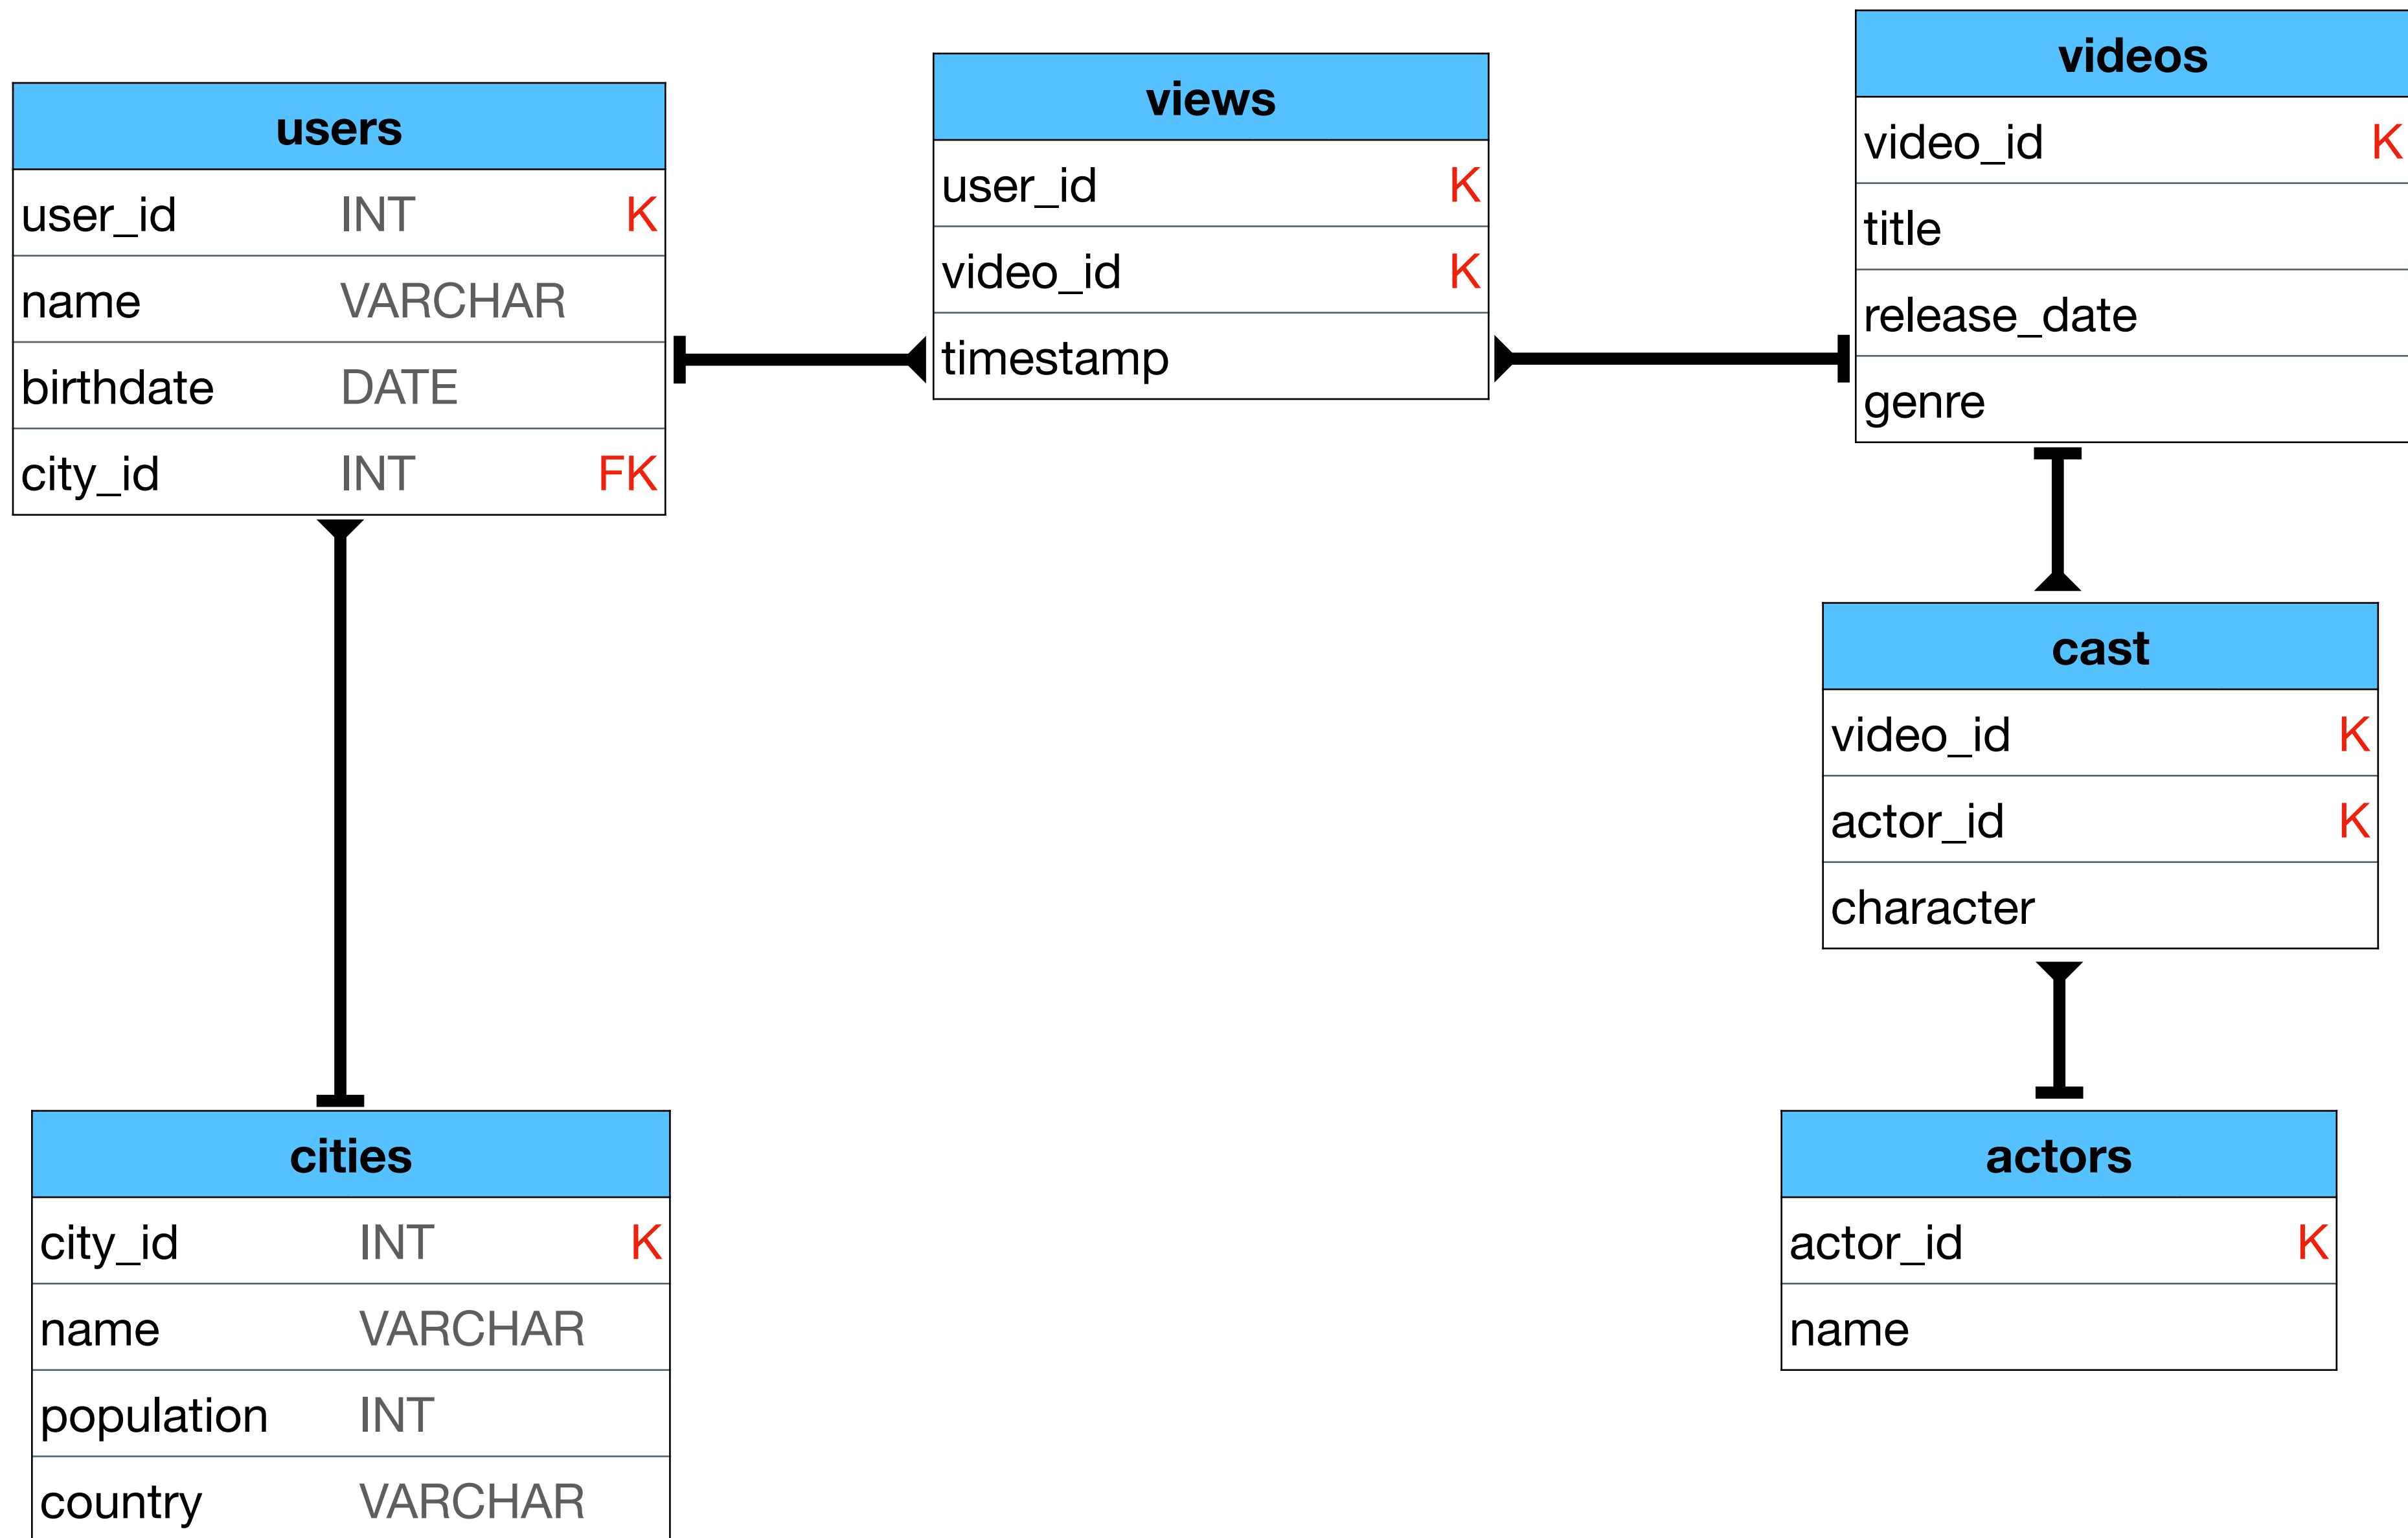 users
user_id INT K
name VARCHAR
birthdate DATE
city_id INT FK
views
user_id K
video_id K
timestamp
videos
video_id K
title
release_date
genre
cast
video_id K
actor_id K
character
cities
city_id INT K
name VARCHAR
population INT
country VARCHAR
actors
actor_id K
name